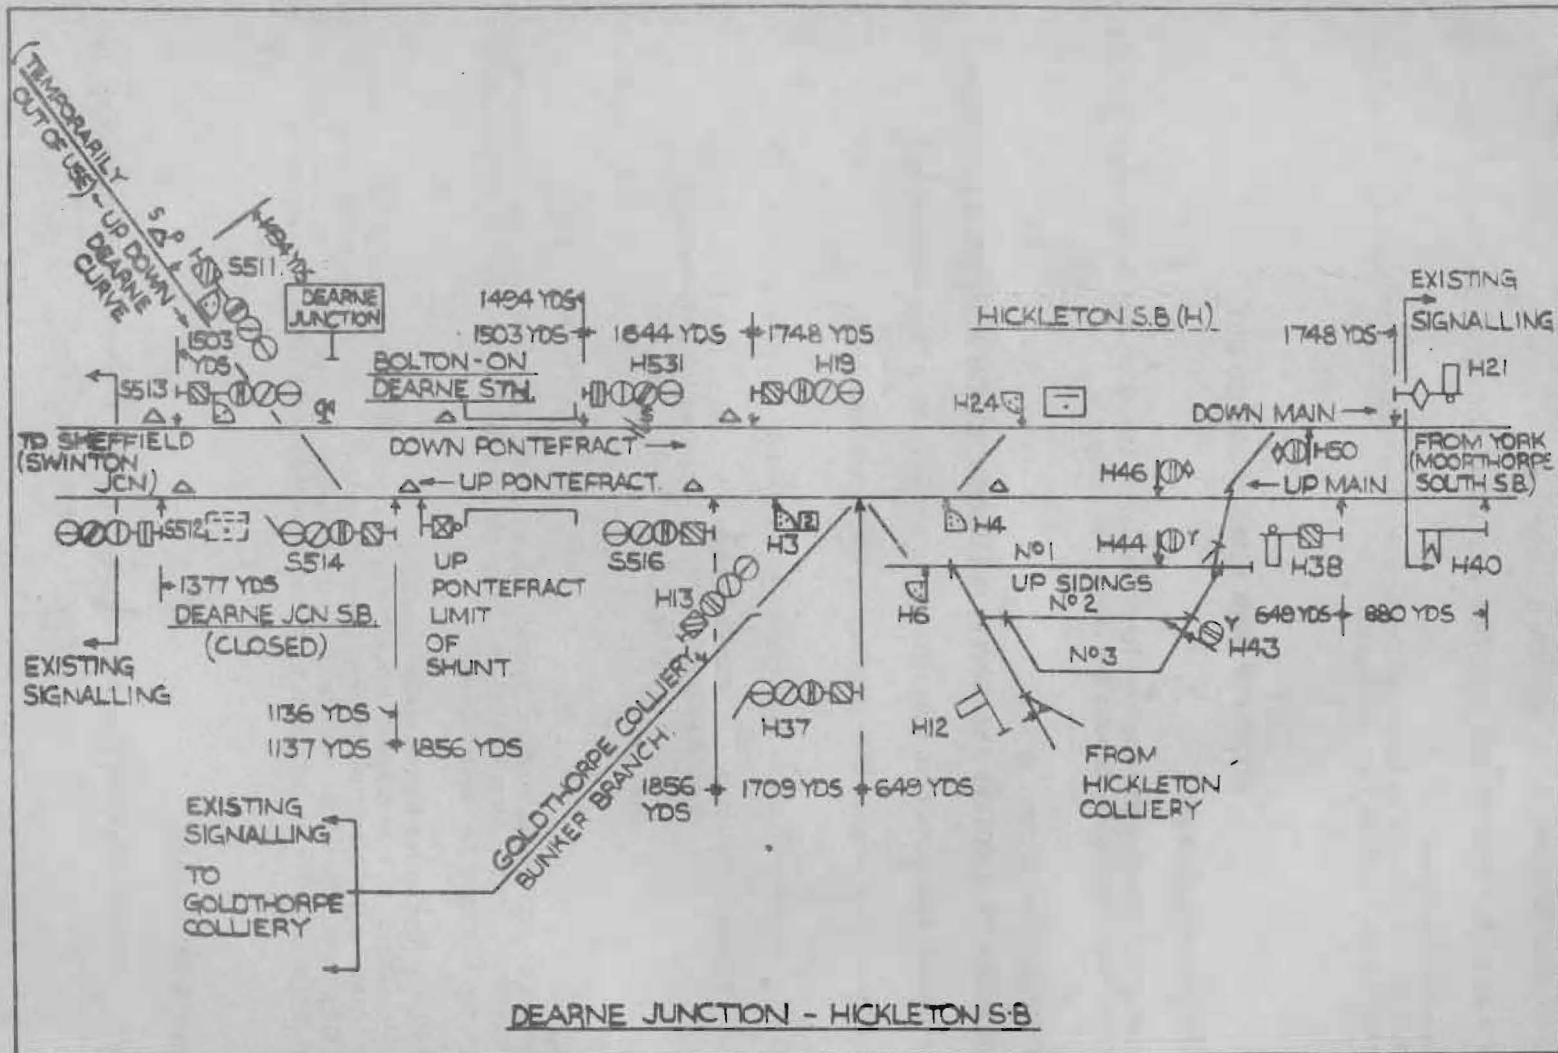 (TEMPORARILY
OUT OF USE)
← UP DOWN →
DEARNE
CURVE
S
S511
1494 YDS
DEARNE
JUNCTION
1503
YDS
S513
BOLTON-ON
DEARNE STN.
1494 YDS
1503 YDS
1644 YDS
1748 YDS
H531
H19
S
HICKLETON S.B (H)
H24
1748 YDS
EXISTING
SIGNALLING
H21
DOWN MAIN →
TO SHEFFIELD
(SWINTON
JCN)
DOWN PONTEFRACT →
← UP PONTEFRACT.
H46
H50
← UP MAIN
FROM YORK
(MOORTHORPE
SOUTH S.B.)
S512
S514
UP
PONTEFRACT
LIMIT
OF
SHUNT
S516
H3
2
H4
Nº1
H44
Y
H38
H40
1377 YDS
DEARNE JCN S.B.
(CLOSED)
H13
H6
UP SIDINGS
Nº2
Nº3
Y
H43
649 YDS
880 YDS
EXISTING
SIGNALLING
1136 YDS
1137 YDS
1856 YDS
H37
H12
FROM
HICKLETON
COLLIERY
1856
YDS
1709 YDS
649 YDS
GOLDTHORPE COLLIERY
BUNKER BRANCH.
EXISTING
SIGNALLING
TO
GOLDTHORPE
COLLIERY
DEARNE JUNCTION - HICKLETON S.B